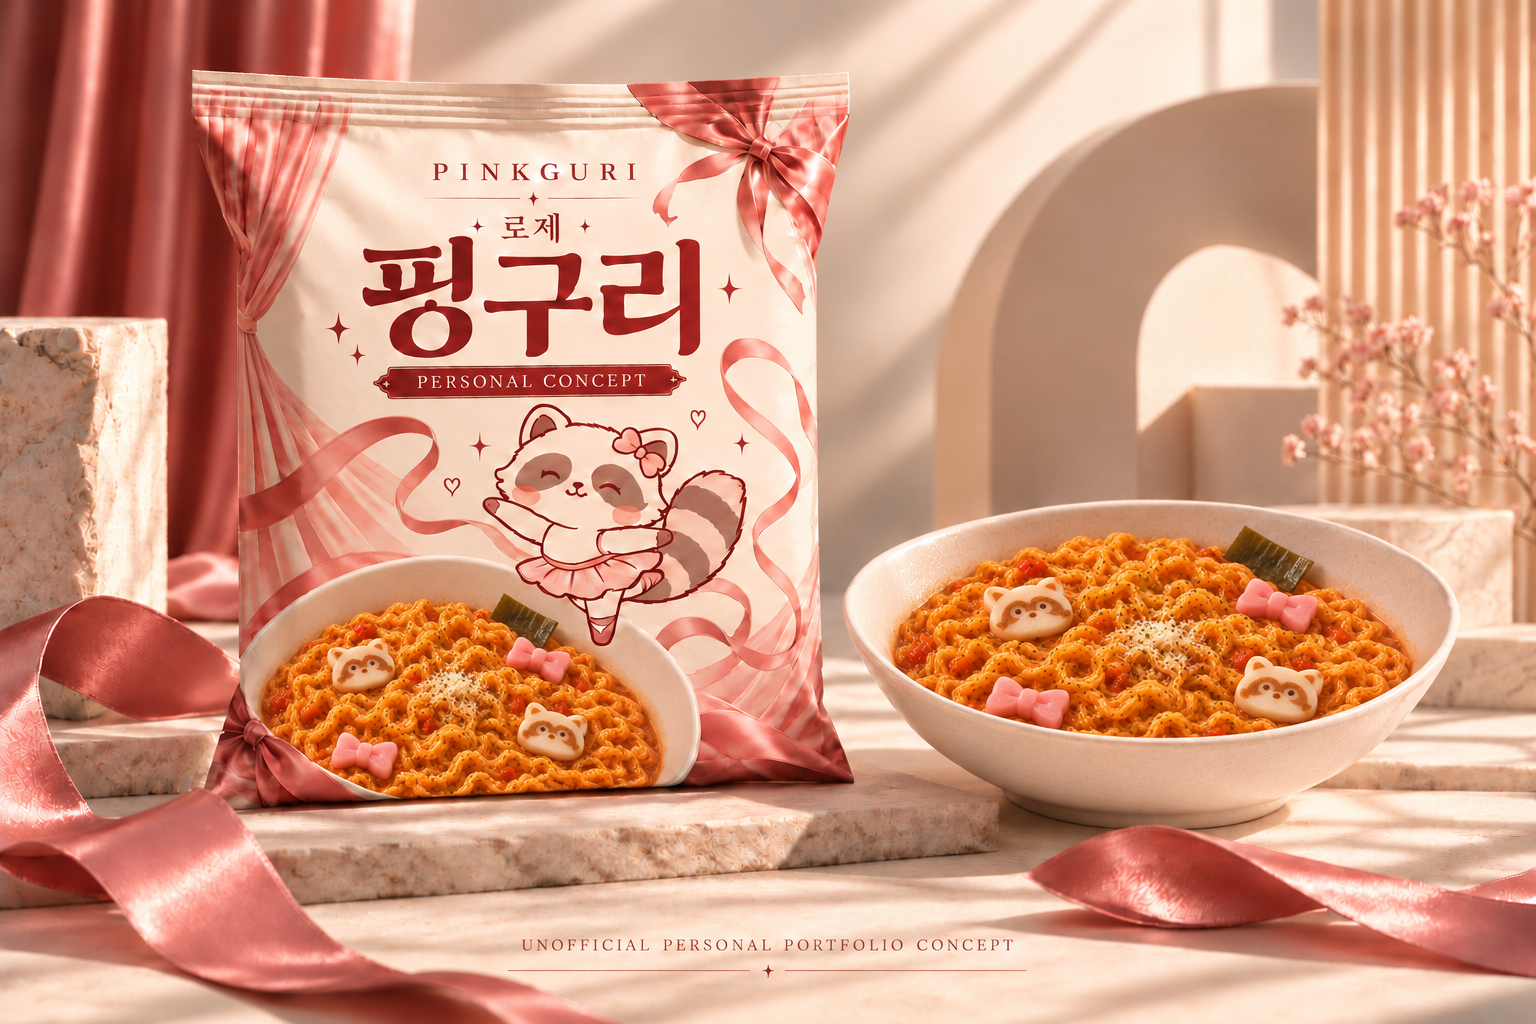 PINKGURI
로제
핑구리
PERSONAL CONCEPT
UNOFFICIAL PERSONAL PORTFOLIO CONCEPT